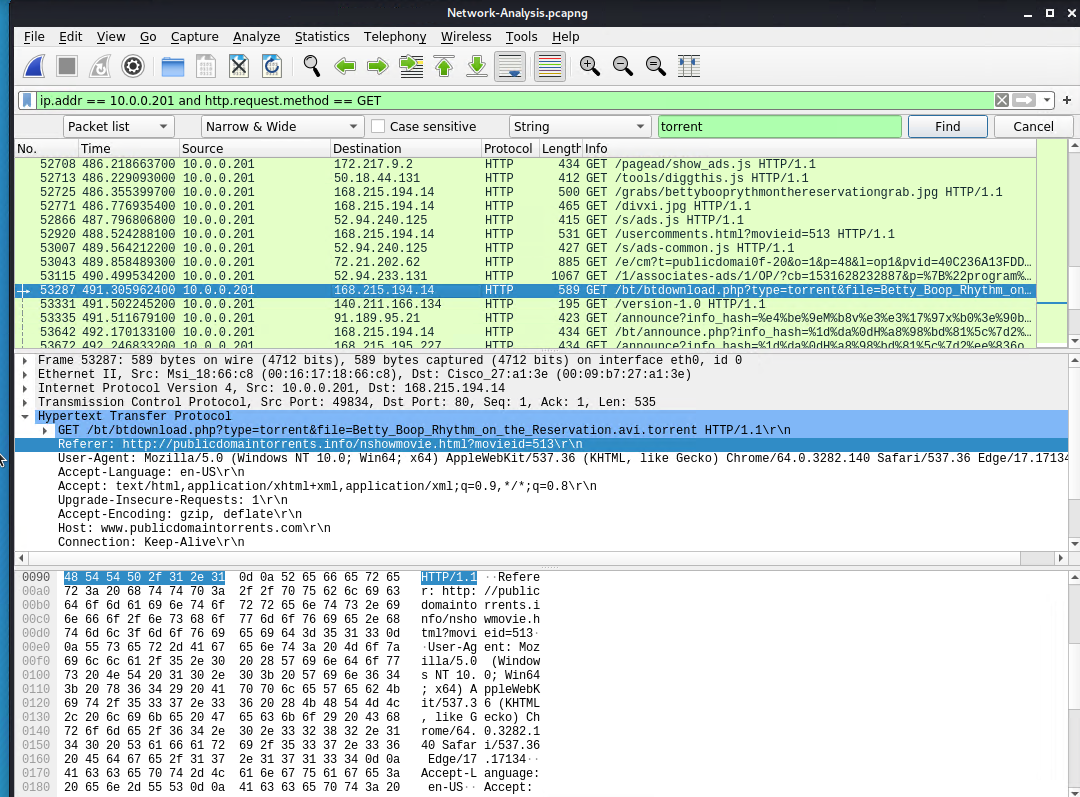 Network-Analysis.pcapng
File Edit View Go Capture Analyze Statistics Telephony Wireless Tools Help
ip.addr == 10.0.0.201 and http.request.method == GET
Packet list Narrow & Wide Case sensitive String torrent Find Cancel
No. Time Source Destination Protocol Length Info
52708 486.218663700 10.0.0.201 172.217.9.2 HTTP 434 GET /pagead/show_ads.js HTTP/1.1
52713 486.229093000 10.0.0.201 50.18.44.131 HTTP 412 GET /tools/diggthis.js HTTP/1.1
52725 486.355399700 10.0.0.201 168.215.194.14 HTTP 500 GET /grabs/bettybooprythmonthereservationgrab.jpg HTTP/1.1
52771 486.776935400 10.0.0.201 168.215.194.14 HTTP 465 GET /divxi.jpg HTTP/1.1
52866 487.796806800 10.0.0.201 52.94.240.125 HTTP 415 GET /s/ads.js HTTP/1.1
52920 488.524288100 10.0.0.201 168.215.194.14 HTTP 531 GET /usercomments.html?movieid=513 HTTP/1.1
53007 489.564212200 10.0.0.201 52.94.240.125 HTTP 427 GET /s/ads-common.js HTTP/1.1
53043 489.858489300 10.0.0.201 72.21.202.62 HTTP 885 GET /e/cm?t=publicdomai0f-20&o=1&p=48&l=op1&pvid=40C236A13FDD…
53115 490.499534200 10.0.0.201 52.94.233.131 HTTP 1067 GET /1/associates-ads/1/OP/?cb=1531628232887&p=%7B%22program%…
53287 491.305962400 10.0.0.201 168.215.194.14 HTTP 589 GET /bt/btdownload.php?type=torrent&file=Betty_Boop_Rhythm_on…
53331 491.502245200 10.0.0.201 140.211.166.134 HTTP 195 GET /version-1.0 HTTP/1.1
53335 491.511679100 10.0.0.201 91.189.95.21 HTTP 423 GET /announce?info_hash=%e4%be%9eM%b8v%e3%e3%17%97x%b0%3e%90b…
53642 492.170133100 10.0.0.201 168.215.194.14 HTTP 434 GET /bt/announce.php?info_hash=%1d%da%0dH%a8%98%bd%81%5c%7d2%…
53672 492.246833200 10.0.0.201 168.215.195.227 HTTP 434 GET /announce?info_hash=%1d%da%0dH%a8%98%bd%81%5c%7d2%ee%836o…
Frame 53287: 589 bytes on wire (4712 bits), 589 bytes captured (4712 bits) on interface eth0, id 0
Ethernet II, Src: Msi_18:66:c8 (00:16:17:18:66:c8), Dst: Cisco_27:a1:3e (00:09:b7:27:a1:3e)
Internet Protocol Version 4, Src: 10.0.0.201, Dst: 168.215.194.14
Transmission Control Protocol, Src Port: 49834, Dst Port: 80, Seq: 1, Ack: 1, Len: 535
Hypertext Transfer Protocol
GET /bt/btdownload.php?type=torrent&file=Betty_Boop_Rhythm_on_the_Reservation.avi.torrent HTTP/1.1\r\n
Referer: http://publicdomaintorrents.info/nshowmovie.html?movieid=513\r\n
User-Agent: Mozilla/5.0 (Windows NT 10.0; Win64; x64) AppleWebKit/537.36 (KHTML, like Gecko) Chrome/64.0.3282.140 Safari/537.36 Edge/17.17134
Accept-Language: en-US\r\n
Accept: text/html,application/xhtml+xml,application/xml;q=0.9,*/*;q=0.8\r\n
Upgrade-Insecure-Requests: 1\r\n
Accept-Encoding: gzip, deflate\r\n
Host: www.publicdomaintorrents.com\r\n
Connection: Keep-Alive\r\n
0090 48 54 54 50 2f 31 2e 31 0d 0a 52 65 66 65 72 65 HTTP/1.1 ··Refere
00a0 72 3a 20 68 74 74 70 3a 2f 2f 70 75 62 6c 69 63 r: http: //public
00b0 64 6f 6d 61 69 6e 74 6f 72 72 65 6e 74 73 2e 69 domainto rrents.i
00c0 6e 66 6f 2f 6e 73 68 6f 77 6d 6f 76 69 65 2e 68 nfo/nsho wmovie.h
00d0 74 6d 6c 3f 6d 6f 76 69 65 69 64 3d 35 31 33 0d tml?movi eid=513·
00e0 0a 55 73 65 72 2d 41 67 65 6e 74 3a 20 4d 6f 7a ·User-Ag ent: Moz
00f0 69 6c 6c 61 2f 35 2e 30 20 28 57 69 6e 64 6f 77 illa/5.0 (Window
0100 73 20 4e 54 20 31 30 2e 30 3b 20 57 69 6e 36 34 s NT 10. 0; Win64
0110 3b 20 78 36 34 29 20 41 70 70 6c 65 57 65 62 4b ; x64) A ppleWebK
0120 69 74 2f 35 33 37 2e 33 36 20 28 4b 48 54 4d 4c it/537.3 6 (KHTML
0130 2c 20 6c 69 6b 65 20 47 65 63 6b 6f 29 20 43 68 , like G ecko) Ch
0140 72 6f 6d 65 2f 36 34 2e 30 2e 33 32 38 32 2e 31 rome/64. 0.3282.1
0150 34 30 20 53 61 66 61 72 69 2f 35 33 37 2e 33 36 40 Safar i/537.36
0160 20 45 64 67 65 2f 31 37 2e 31 37 31 33 34 0d 0a Edge/17 .17134··
0170 41 63 63 65 70 74 2d 4c 61 6e 67 75 61 67 65 3a Accept-L anguage:
0180 20 65 6e 2d 55 53 0d 0a 41 63 63 65 70 74 3a 20 en-US·· Accept: